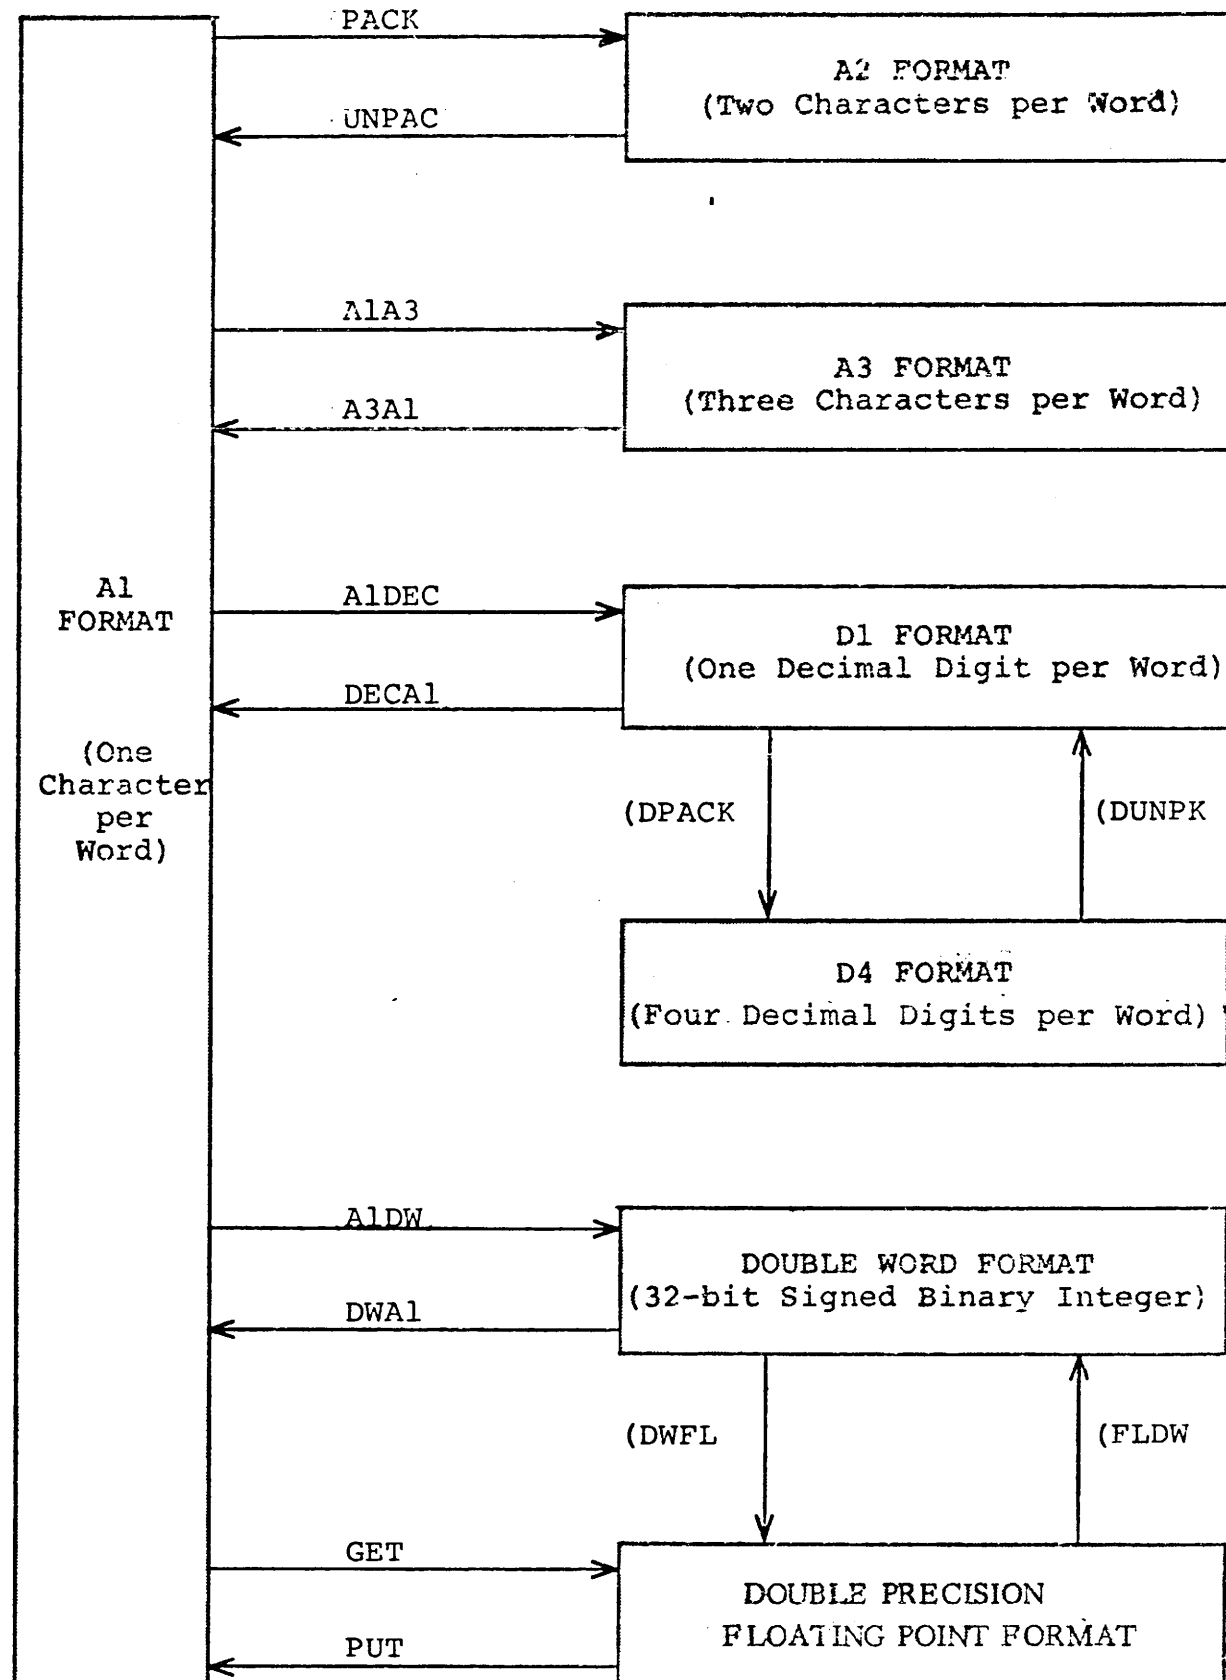 PACK
A2 FORMAT
(Two Characters per Word)
UNPAC
A1A3
A3 FORMAT
(Three Characters per Word)
A3A1
A1
FORMAT
(One
Character
per
Word)
A1DEC
D1 FORMAT
(One Decimal Digit per Word)
DECA1
(DPACK
(DUNPK
D4 FORMAT
(Four Decimal Digits per Word)
A1DW
DOUBLE WORD FORMAT
(32-bit Signed Binary Integer)
DWA1
(DWFL
(FLDW
GET
DOUBLE PRECISION
FLOATING POINT FORMAT
PUT